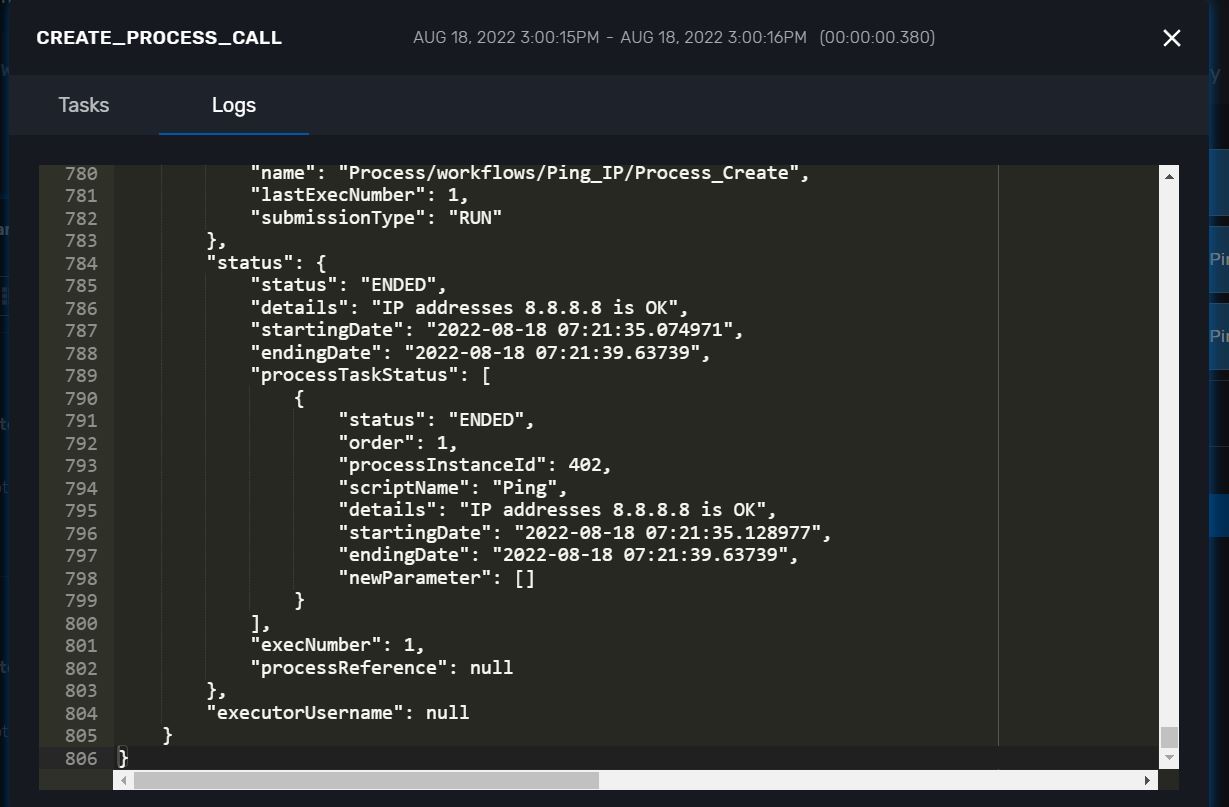 CREATE_PROCESS_CALL AUG 18, 2022 3:00:15PM - AUG 18, 2022 3:00:16PM (00:00:00.380)
Tasks Logs
780 "name": "Process/workflows/Ping_IP/Process_Create",
781 "lastExecNumber": 1,
782 "submissionType": "RUN"
783 },
784 "status": {
785 "status": "ENDED",
786 "details": "IP addresses 8.8.8.8 is OK",
787 "startingDate": "2022-08-18 07:21:35.074971",
788 "endingDate": "2022-08-18 07:21:39.63739",
789 "processTaskStatus": [
790 {
791 "status": "ENDED",
792 "order": 1,
793 "processInstanceId": 402,
794 "scriptName": "Ping",
795 "details": "IP addresses 8.8.8.8 is OK",
796 "startingDate": "2022-08-18 07:21:35.128977",
797 "endingDate": "2022-08-18 07:21:39.63739",
798 "newParameter": []
799 }
800 ],
801 "execNumber": 1,
802 "processReference": null
803 },
804 "executorUsername": null
805 }
806 }